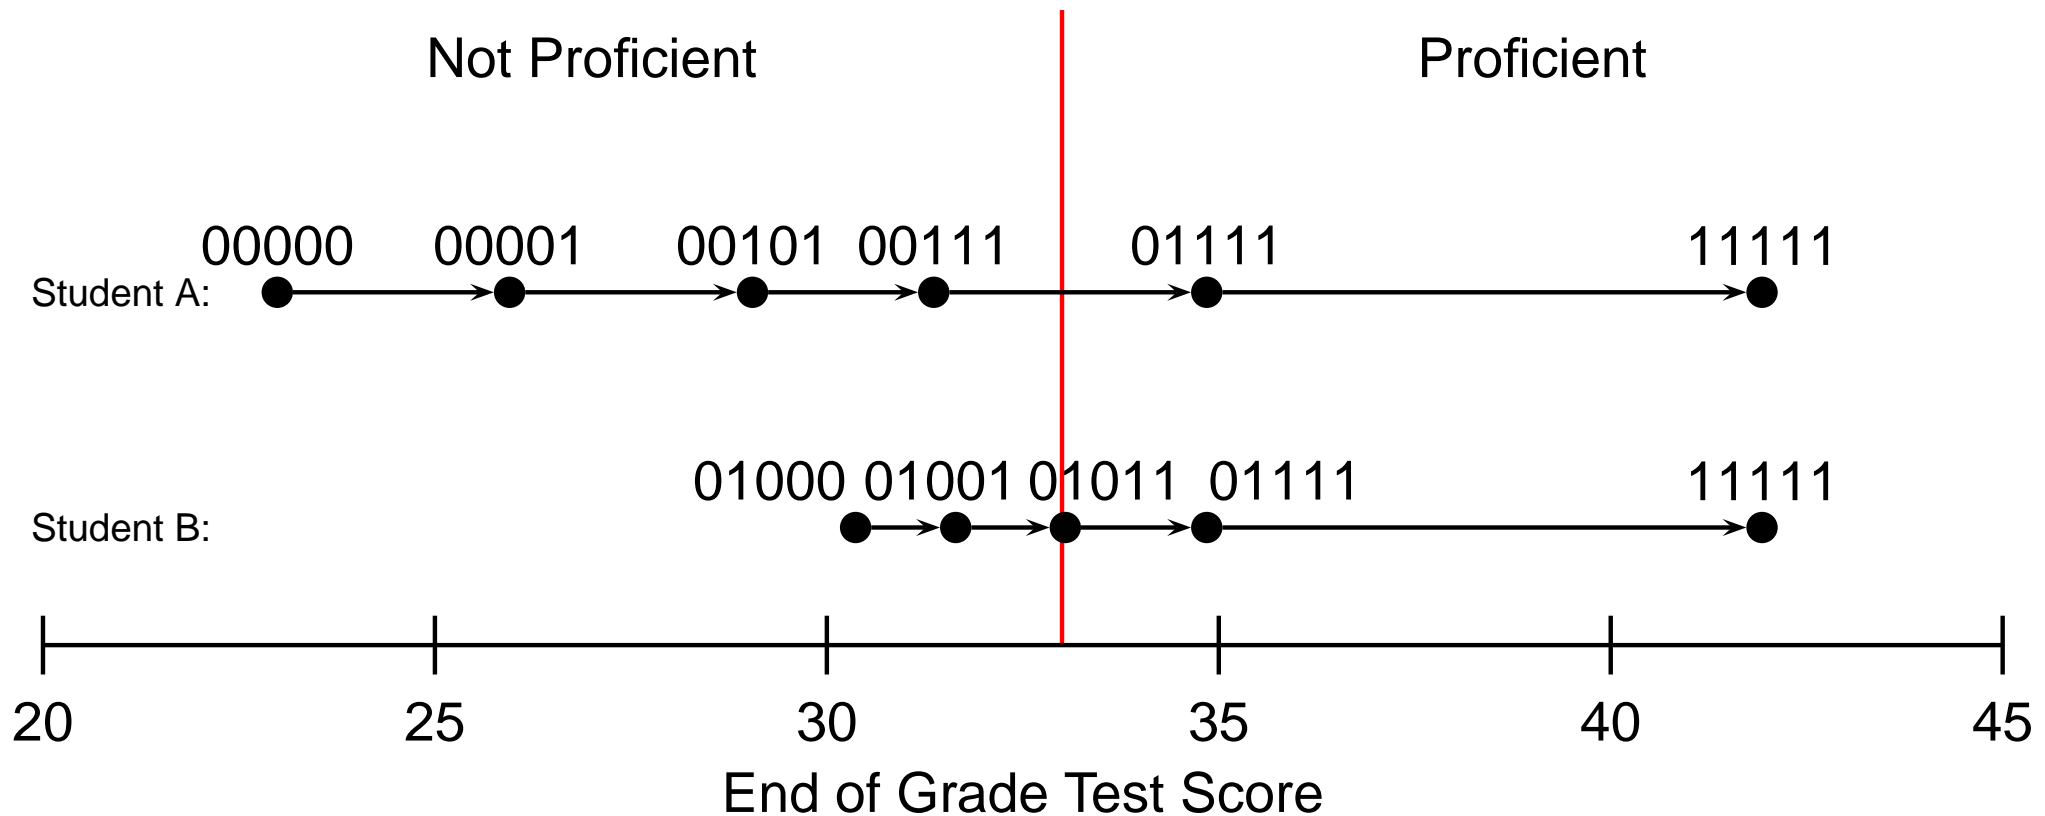 Not Proficient Proficient
00000 00001 00101 00111 01111 11111
Student A:
01000 01001 01011 01111 11111
Student B:
20 25 30 35 40 45
End of Grade Test Score